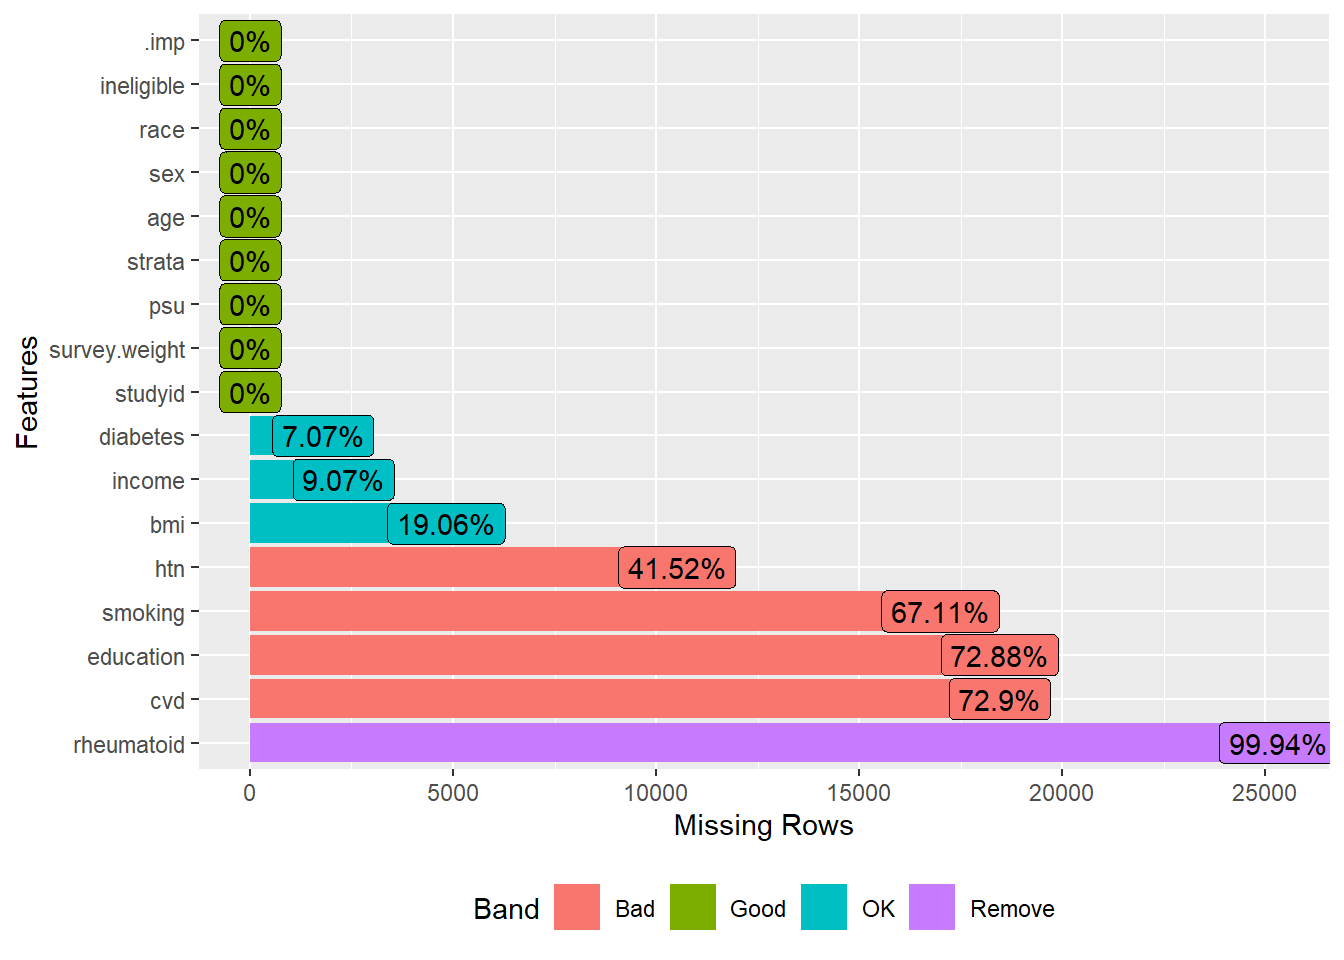 Features
.imp 0%
ineligible 0%
race 0%
sex 0%
age 0%
strata 0%
psu 0%
survey.weight 0%
studyid 0%
diabetes 7.07%
income 9.07%
bmi 19.06%
htn 41.52%
smoking 67.11%
education 72.88%
cvd 72.9%
rheumatoid 99.94%
0 5000 10000 15000 20000 25000
Missing Rows
Band Bad Good OK Remove